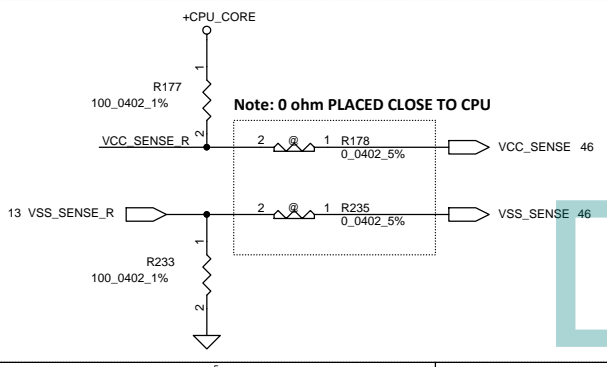 +CPU_CORE
1
R177
100_0402_1%
2
Note: 0 ohm PLACED CLOSE TO CPU
VCC_SENSE_R
2 @ 1 R178
0_0402_5%
VCC_SENSE 46
13 VSS_SENSE_R
2 @ 1 R235
0_0402_5%
VSS_SENSE 46
1
R233
100_0402_1%
2